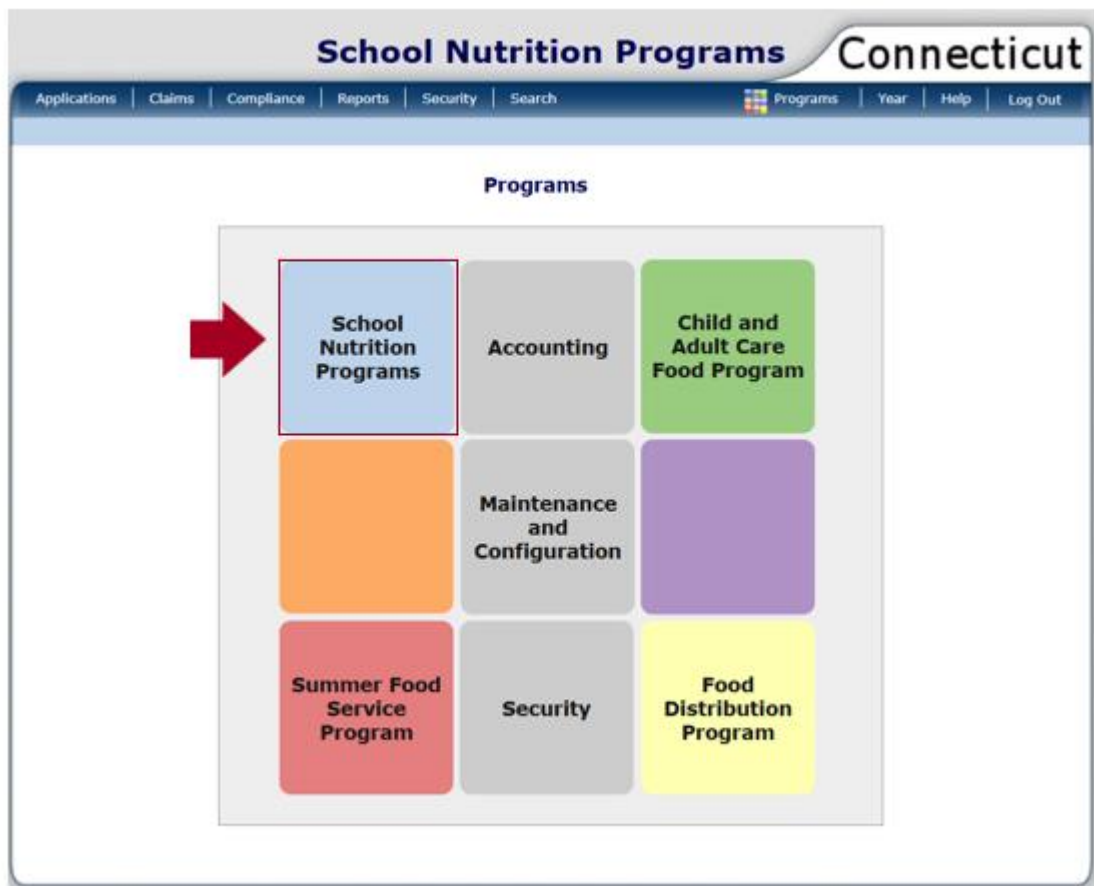 School Nutrition Programs
Connecticut
Applications | Claims | Compliance | Reports | Security | Search
Programs | Year | Help | Log Out
Programs
School
Nutrition
Programs
Accounting
Child and
Adult Care
Food Program
Maintenance
and
Configuration
Summer Food
Service
Program
Security
Food
Distribution
Program